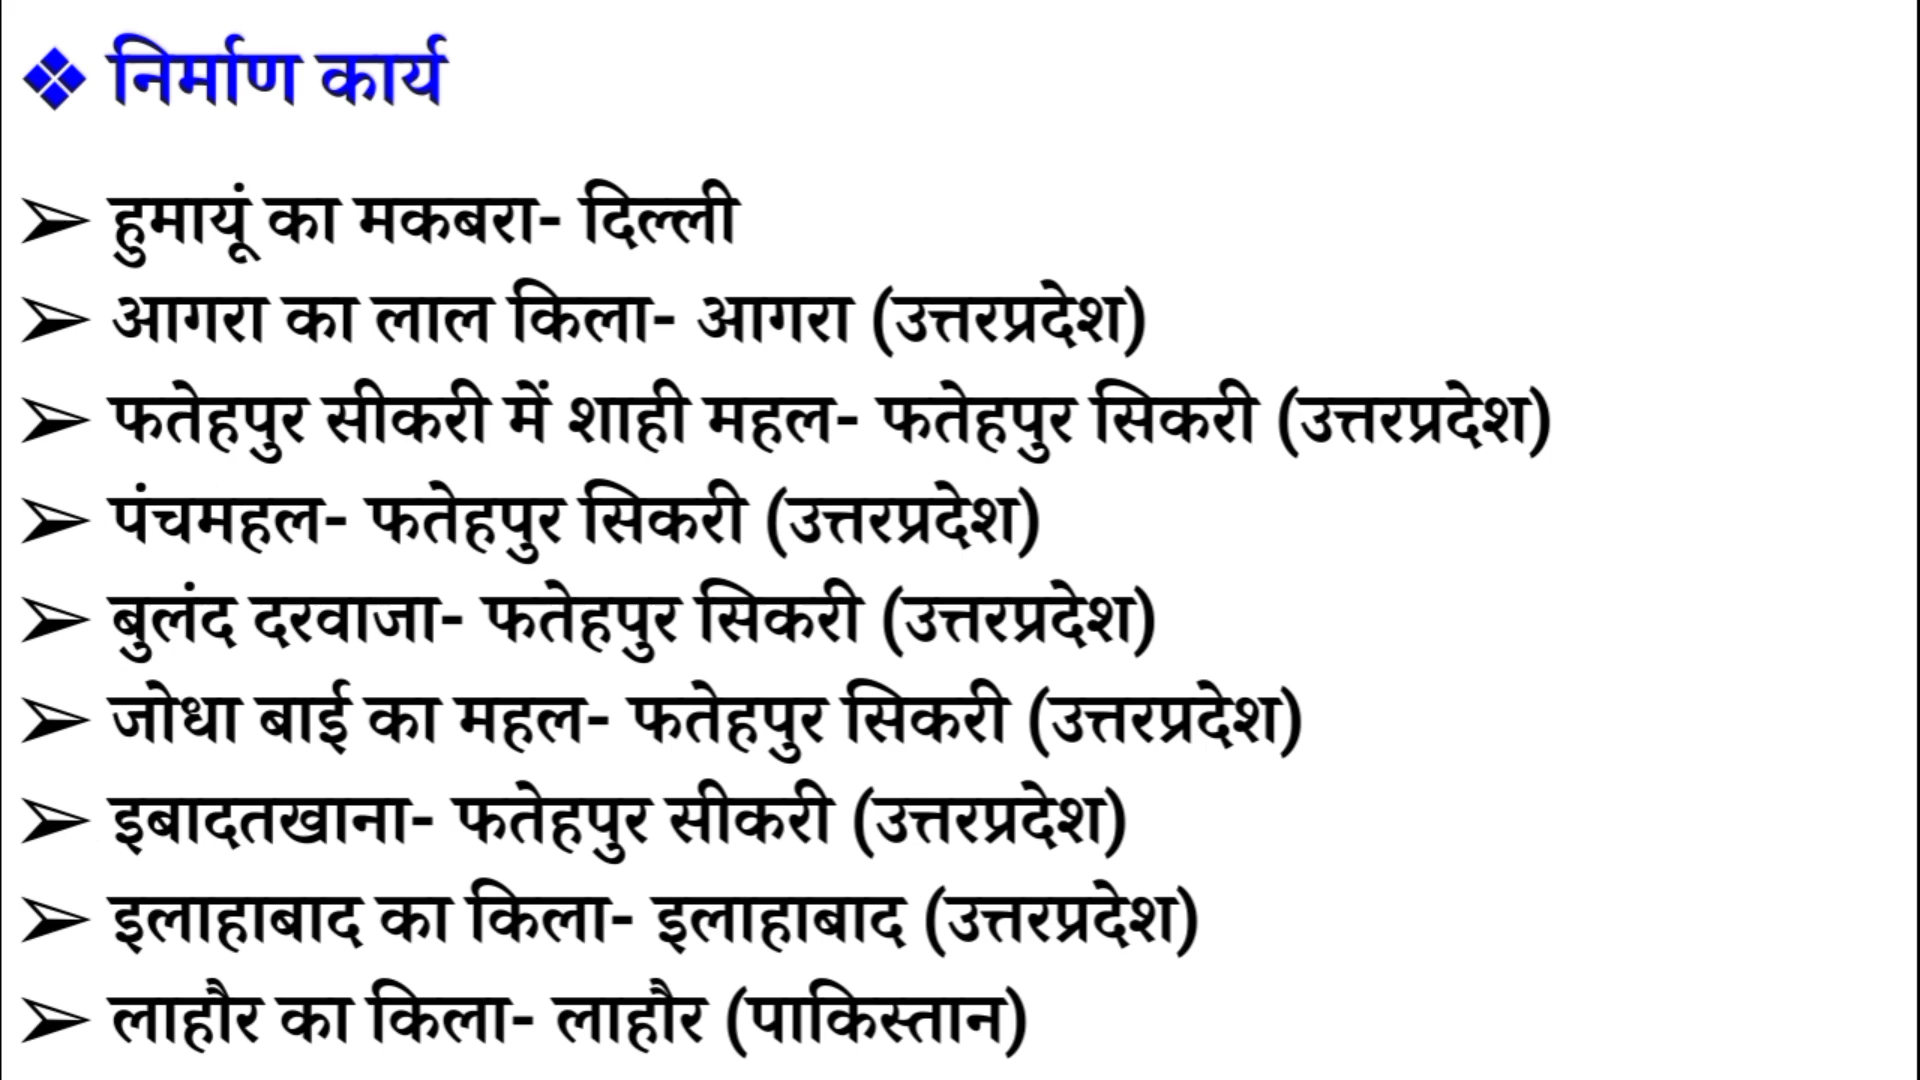 ❖ निर्माण कार्य
➢ हुमायूं का मकबरा- दिल्ली
➢ आगरा का लाल किला- आगरा (उत्तरप्रदेश)
➢ फतेहपुर सीकरी में शाही महल- फतेहपुर सिकरी (उत्तरप्रदेश)
➢ पंचमहल- फतेहपुर सिकरी (उत्तरप्रदेश)
➢ बुलंद दरवाजा- फतेहपुर सिकरी (उत्तरप्रदेश)
➢ जोधा बाई का महल- फतेहपुर सिकरी (उत्तरप्रदेश)
➢ इबादतखाना- फतेहपुर सीकरी (उत्तरप्रदेश)
➢ इलाहाबाद का किला- इलाहाबाद (उत्तरप्रदेश)
➢ लाहौर का किला- लाहौर (पाकिस्तान)